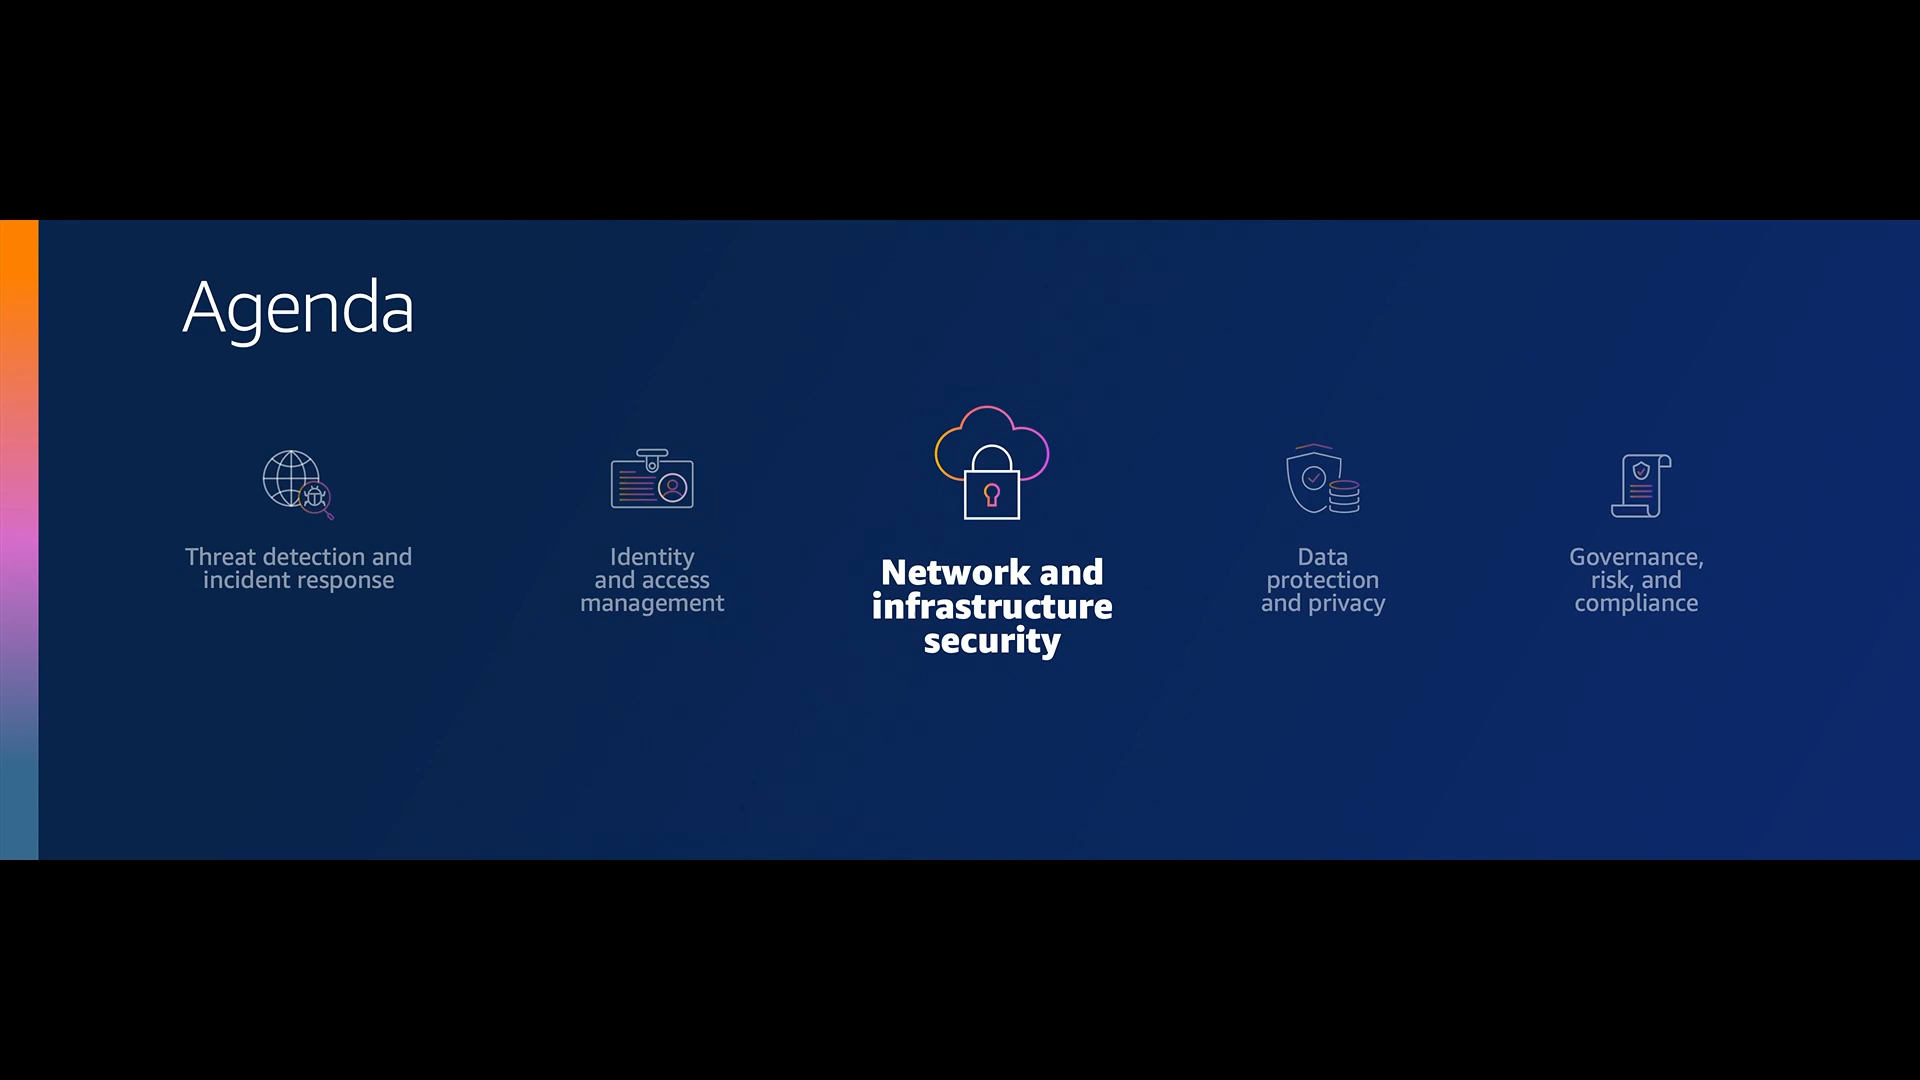 Agenda
Threat detection and
incident response
Identity
and access
management
Network and
infrastructure
security
Data
protection
and privacy
Governance,
risk, and
compliance